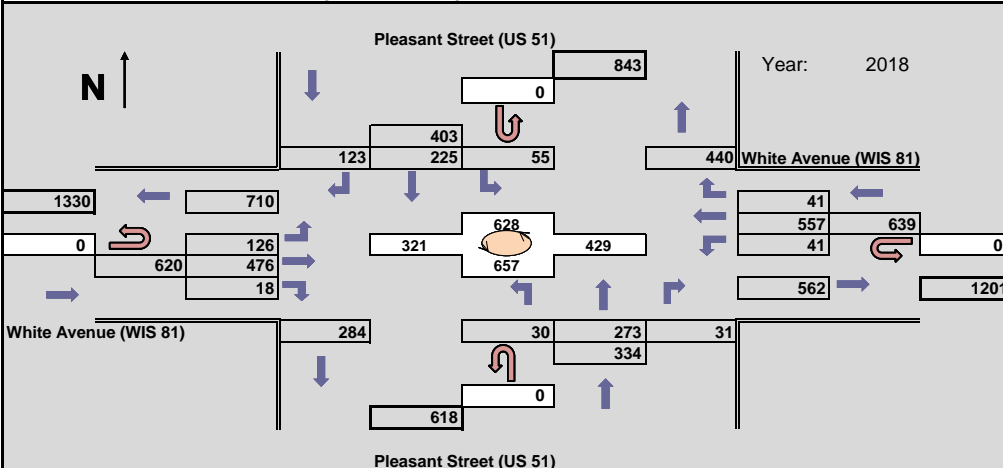 Pleasant Street (US 51)
843
Year: 2018
N
0
403
123 225 55
440 White Avenue (WIS 81)
1330 710 41
628
557 639
0 126 321 429 41 0
620 476 657
18 562 1201
White Avenue (WIS 81) 284 30 273 31
334
0
618
Pleasant Street (US 51)